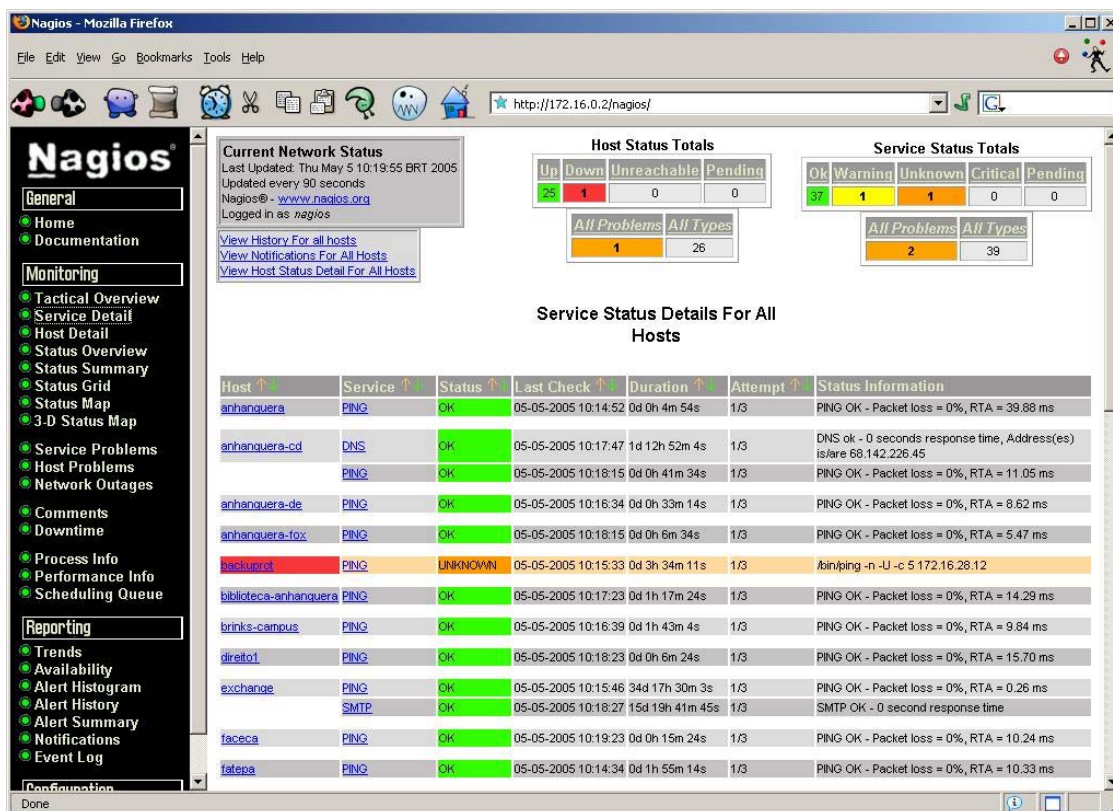 Nagios - Mozilla Firefox
File Edit View Go Bookmarks Tools Help
http://172.16.0.2/nagios/
G
Nagios®
General
Home
Documentation
Monitoring
Tactical Overview
Service Detail
Host Detail
Status Overview
Status Summary
Status Grid
Status Map
3-D Status Map
Service Problems
Host Problems
Network Outages
Comments
Downtime
Process Info
Performance Info
Scheduling Queue
Reporting
Trends
Availability
Alert Histogram
Alert History
Alert Summary
Notifications
Event Log
Configuration
Current Network Status
Last Updated: Thu May 5 10:19:55 BRT 2005
Updated every 90 seconds
Nagios® - www.nagios.org
Logged in as nagios
View History For all hosts
View Notifications For All Hosts
View Host Status Detail For All Hosts
Host Status Totals
Up Down Unreachable Pending
25 1 0 0
All Problems All Types
1 26
Service Status Totals
Ok Warning Unknown Critical Pending
37 1 1 0 0
All Problems All Types
2 39
Service Status Details For All
Hosts
Host Service Status Last Check Duration Attempt Status Information
anhanquera PING OK 05-05-2005 10:14:52 0d 0h 4m 54s 1/3 PING OK - Packet loss = 0%, RTA = 39.88 ms
anhanquera-cd DNS OK 05-05-2005 10:17:47 1d 12h 52m 4s 1/3 DNS ok - 0 seconds response time, Address(es)
is/are 68.142.226.45
PING OK 05-05-2005 10:18:15 0d 0h 41m 34s 1/3 PING OK - Packet loss = 0%, RTA = 11.05 ms
anhanquera-de PING OK 05-05-2005 10:16:34 0d 0h 33m 14s 1/3 PING OK - Packet loss = 0%, RTA = 8.62 ms
anhanquera-fox PING OK 05-05-2005 10:18:15 0d 0h 6m 34s 1/3 PING OK - Packet loss = 0%, RTA = 5.47 ms
backuprot PING UNKNOWN 05-05-2005 10:15:33 0d 3h 34m 11s 1/3 /bin/ping -n -U -c 5 172.16.28.12
biblioteca-anhanquera PING OK 05-05-2005 10:17:23 0d 1h 17m 24s 1/3 PING OK - Packet loss = 0%, RTA = 14.29 ms
brinks-campus PING OK 05-05-2005 10:16:39 0d 1h 43m 4s 1/3 PING OK - Packet loss = 0%, RTA = 9.84 ms
direito1 PING OK 05-05-2005 10:18:23 0d 0h 6m 24s 1/3 PING OK - Packet loss = 0%, RTA = 15.70 ms
exchange PING OK 05-05-2005 10:15:46 34d 17h 30m 3s 1/3 PING OK - Packet loss = 0%, RTA = 0.26 ms
SMTP OK 05-05-2005 10:18:27 15d 19h 41m 45s 1/3 SMTP OK - 0 second response time
faceca PING OK 05-05-2005 10:19:23 0d 0h 15m 24s 1/3 PING OK - Packet loss = 0%, RTA = 10.24 ms
fatepa PING OK 05-05-2005 10:14:34 0d 1h 55m 14s 1/3 PING OK - Packet loss = 0%, RTA = 10.33 ms
Done